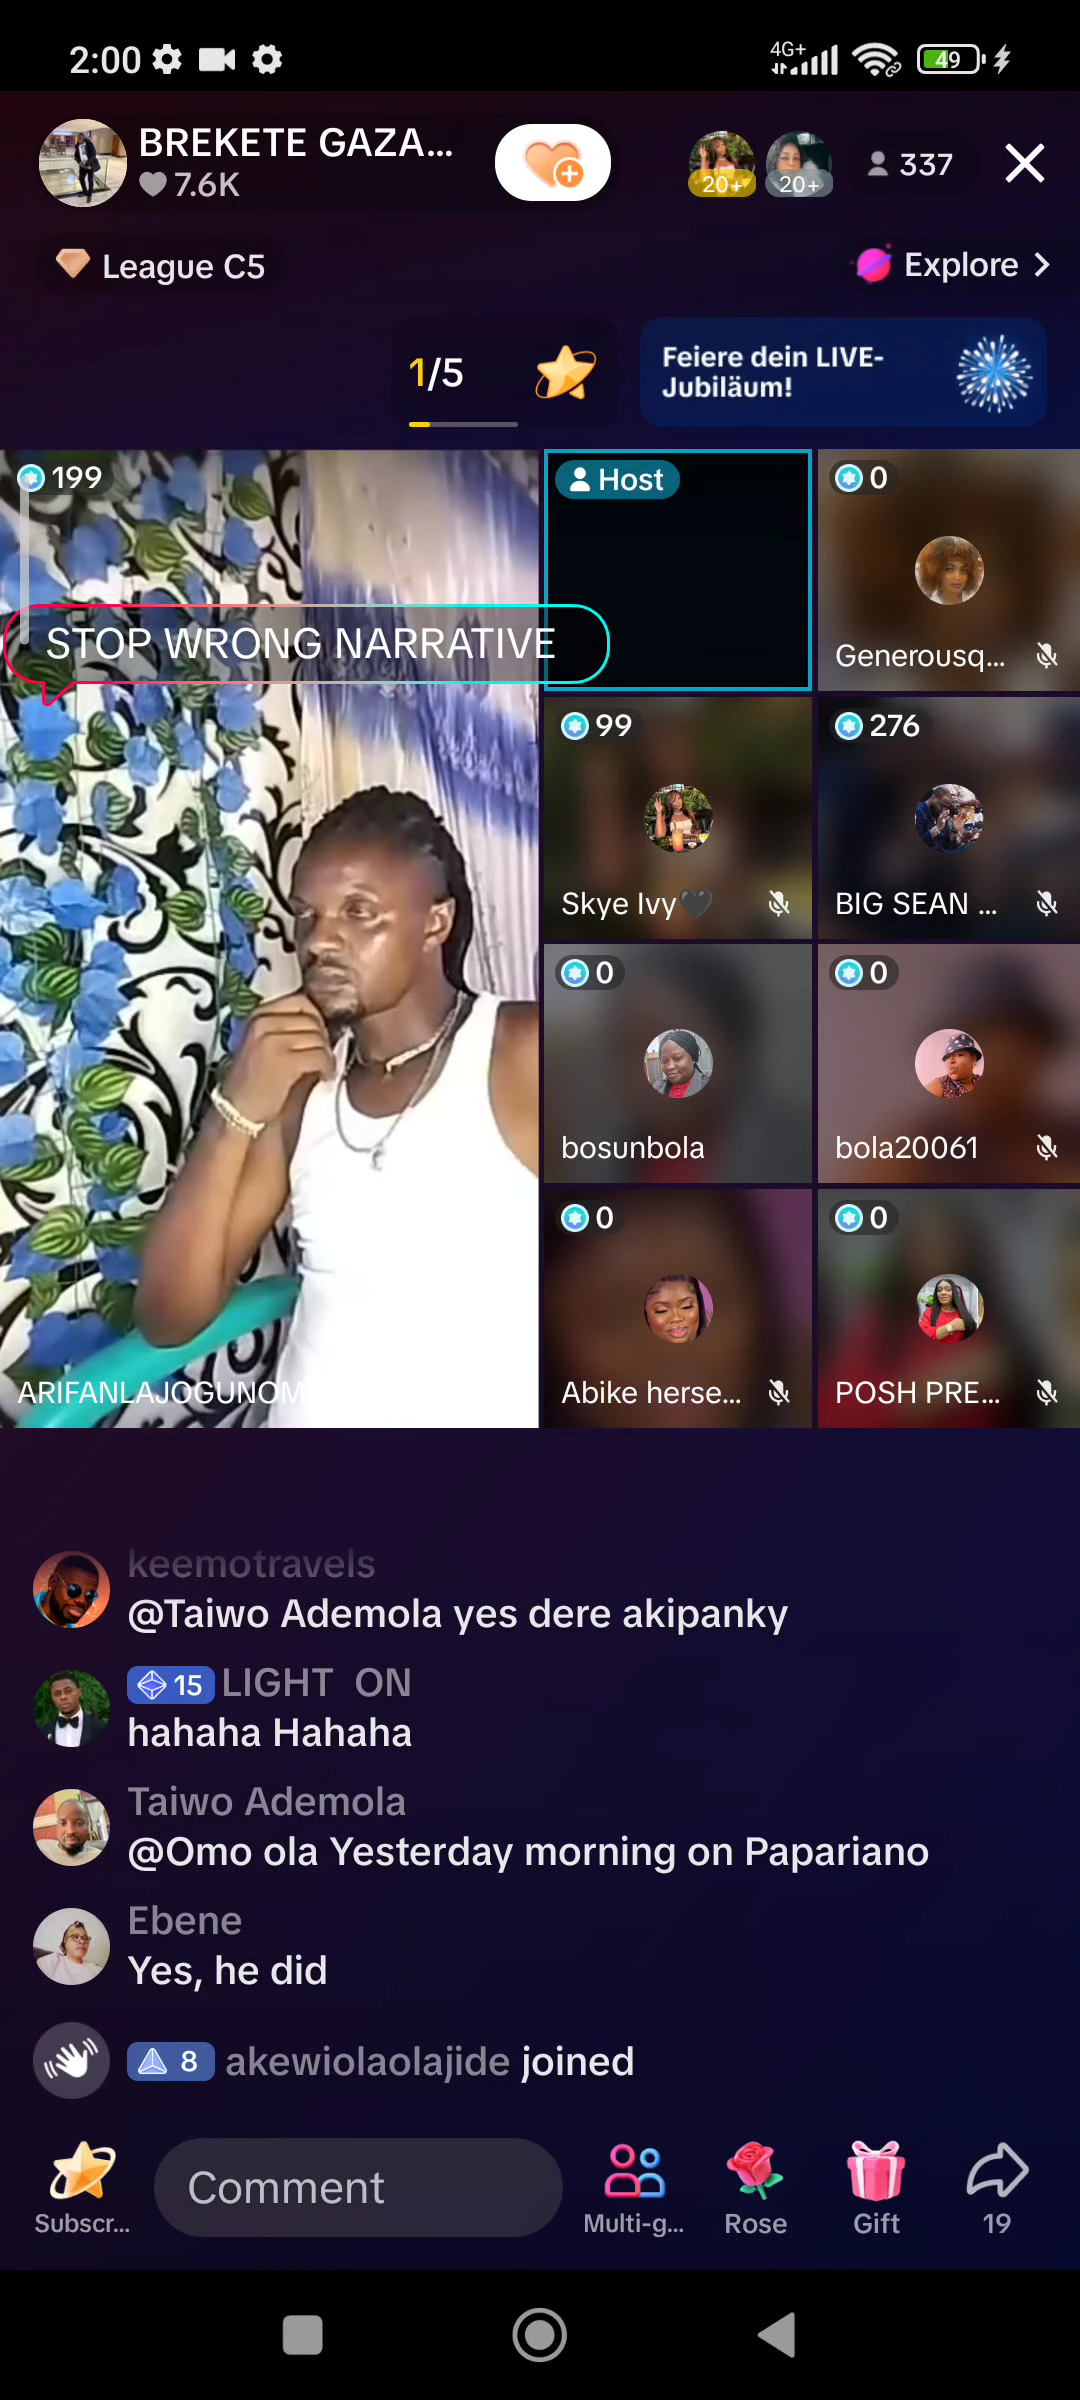 2:00
4G+
49
BREKETE GAZA...
7.6K
20+
20+
337
League C5
Explore
1/5
Feiere dein LIVE-
Jubiläum!
199
Host
0
STOP WRONG NARRATIVE
Generousq...
99
276
Skye Ivy🖤
BIG SEAN ...
0
0
bosunbola
bola20061
0
0
ARIFANLAJOGUNOM
Abike herse...
POSH PRE...
keemotravels
@Taiwo Ademola yes dere akipanky
15 LIGHT ON
hahaha Hahaha
Taiwo Ademola
@Omo ola Yesterday morning on Papariano
Ebene
Yes, he did
8 akewiolaolajide joined
Comment
Subscr...
Multi-g...
Rose
Gift
19